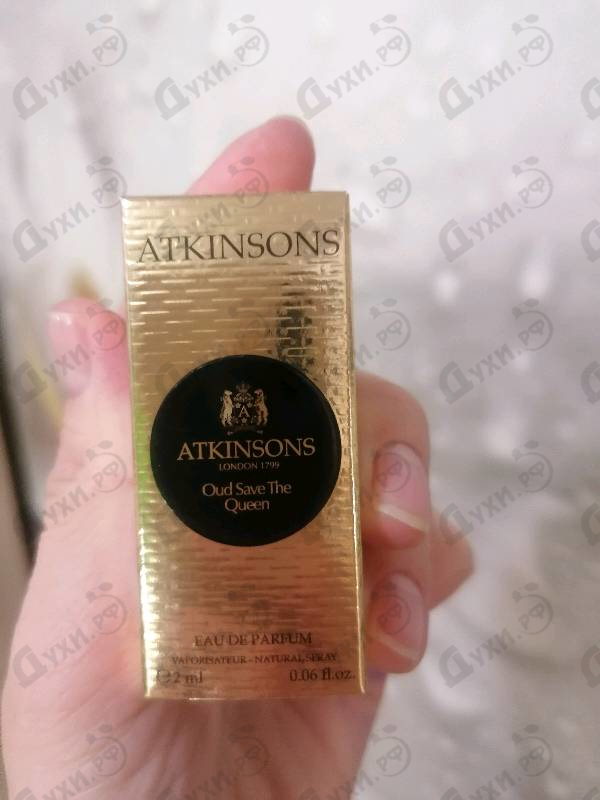 ATKINSONS
A
ATKINSONS
LONDON 1799
Oud Save The
Queen
EAU DE PARFUM
VAPORISATEUR - NATURAL SPRAY
℮ 2 ml 0.06 fl.oz.
Духи.РФ